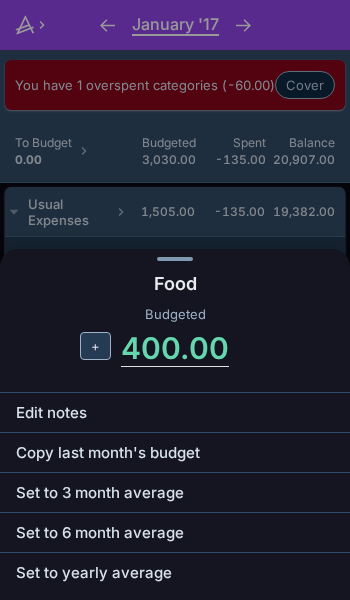 January '17
You have 1 overspent categories (-60.00) Cover
To Budget Budgeted Spent Balance
0.00 3,030.00 -135.00 20,907.00
Usual Expenses 1,505.00 -135.00 19,382.00
Food
Budgeted
+ 400.00
Edit notes
Copy last month's budget
Set to 3 month average
Set to 6 month average
Set to yearly average